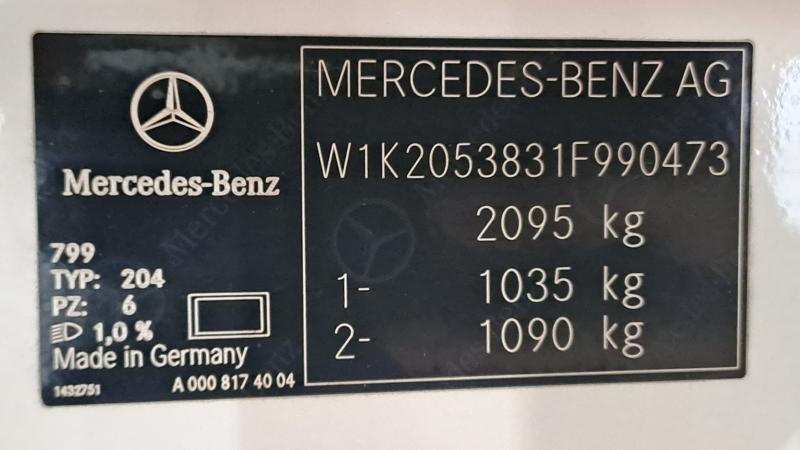 Mercedes-Benz
799
TYP: 204
PZ: 6
1,0 %
Made in Germany
1432751 A 000 817 40 04
MERCEDES-BENZ AG
W1K2053831F990473
2095 kg
1- 1035 kg
2- 1090 kg